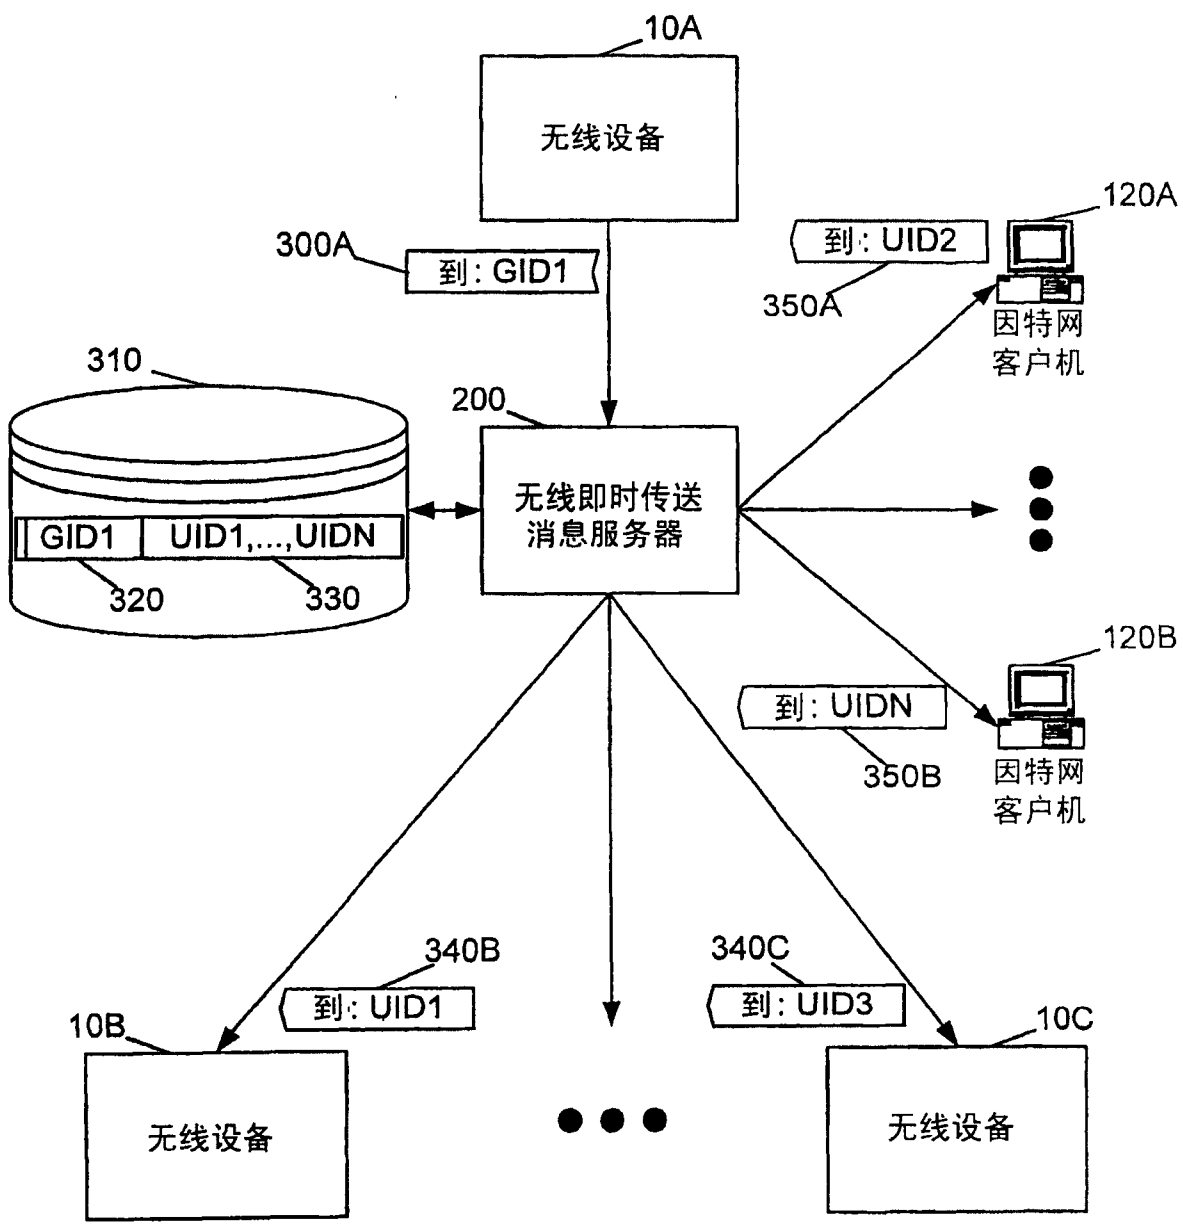 10A
无线设备
120A
300A
到: GID1
到: UID2
350A
因特网
客户机
310
200
无线即时传送
消息服务器
GID1
UID1,...,UIDN
320
330
120B
到: UIDN
350B
因特网
客户机
340B
到: UID1
340C
到: UID3
10B
无线设备
10C
无线设备